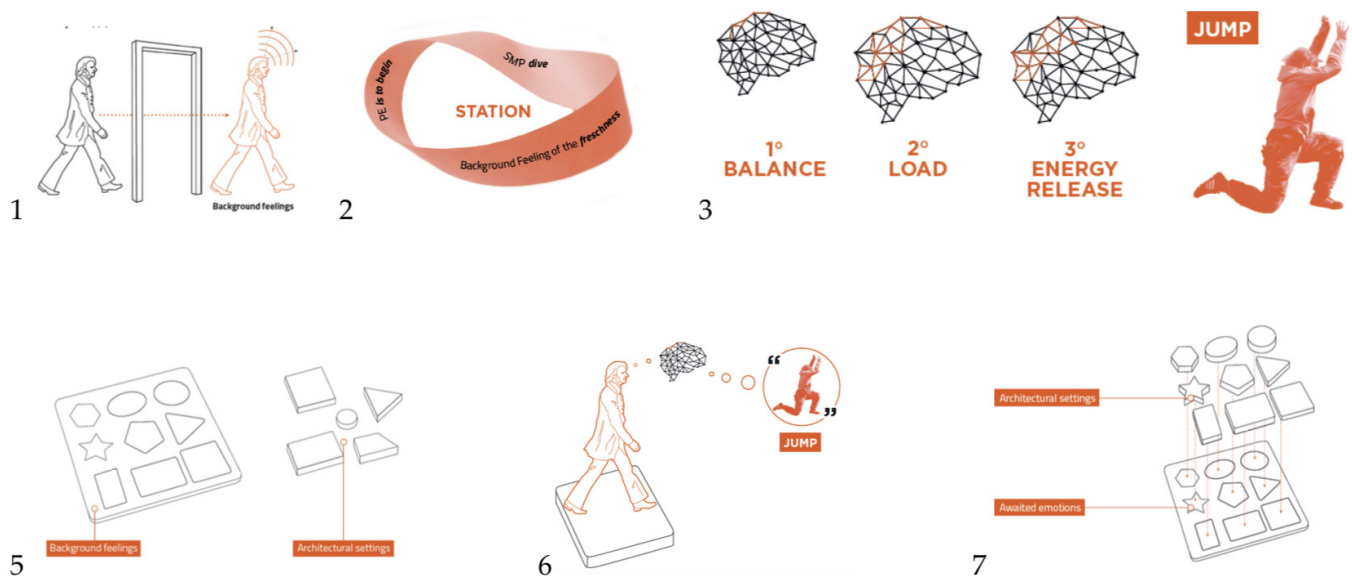 1
Background feelings
2
PE is to begin
SMP dive
STATION
Background Feeling of the freschness
3
1°
BALANCE
2°
LOAD
3°
ENERGY
RELEASE
JUMP
5
Background feelings
Architectural settings
6
“
”
JUMP
7
Architectural settings
Awaited emotions